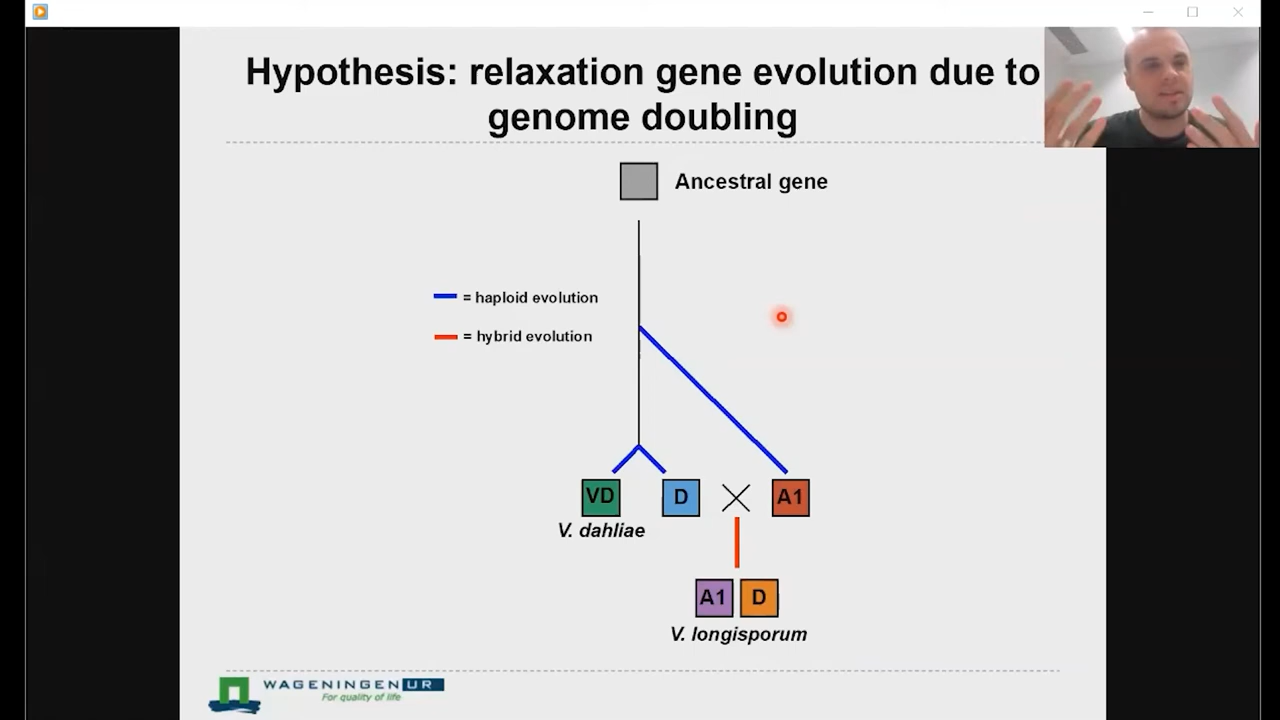 Hypothesis: relaxation gene evolution due to
genome doubling
Ancestral gene
= haploid evolution
= hybrid evolution
VD
D
A1
V. dahliae
A1
D
V. longisporum
WAGENINGEN UR
For quality of life